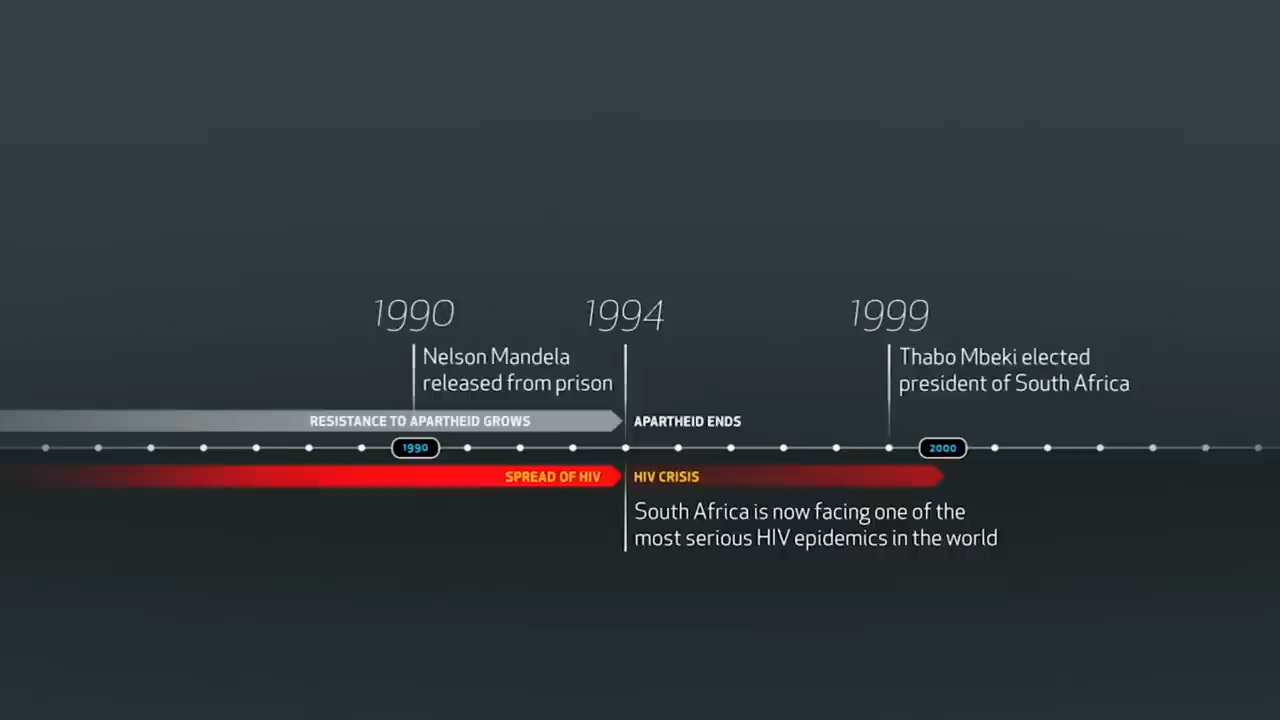 1990
1994
1999
Nelson Mandela
released from prison
Thabo Mbeki elected
president of South Africa
RESISTANCE TO APARTHEID GROWS
APARTHEID ENDS
1990
2000
SPREAD OF HIV
HIV CRISIS
South Africa is now facing one of the
most serious HIV epidemics in the world